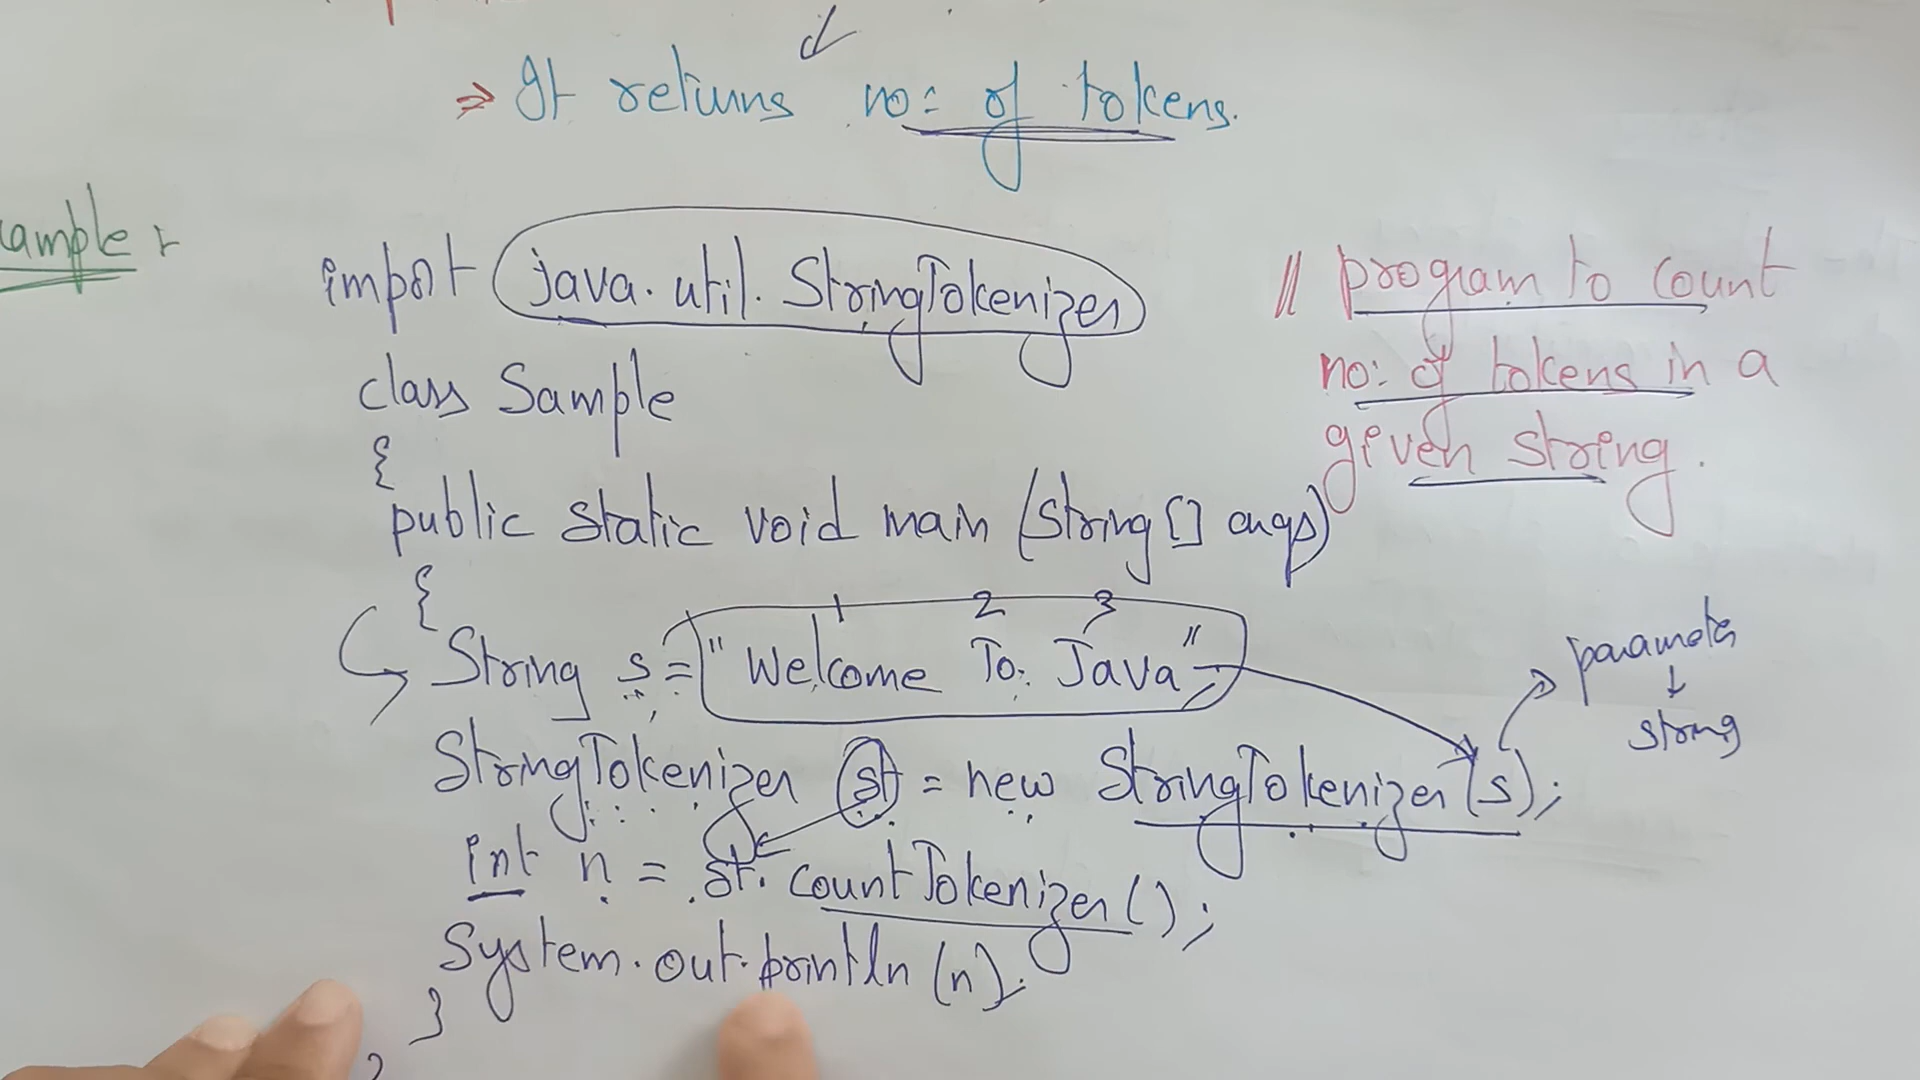 ⇒ It returns no: of tokens.
ample :
import java.util.StringTokenizer
// program to count
no: of tokens in a
given string.
class Sample
{
public static void main (String[] args)
{
1 2 3
String s = "Welcome To Java"
parameter
↓
string
StringTokenizer st = new StringTokenizer(s);
int n = st.countTokenizer();
System.out.println(n);
}